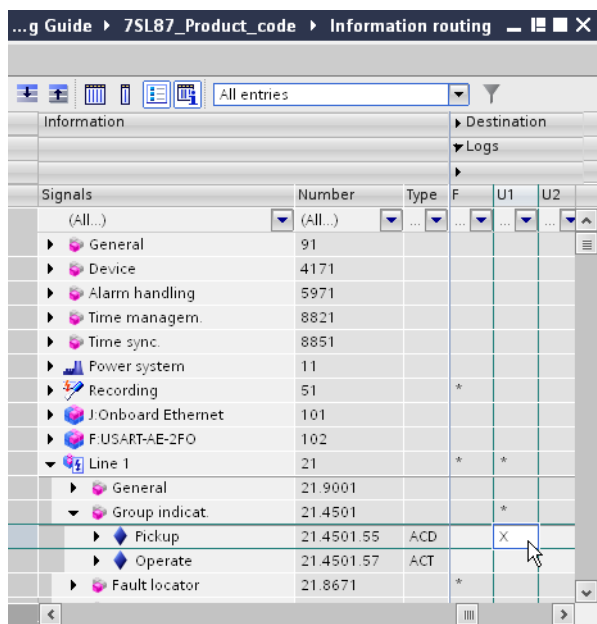 ...g Guide ▸ 7SL87_Product_code ▸ Information routing
All entries
Information Destination
Logs
Signals Number Type F U1 U2
(All...) (All...) ... ... ... ...
General 91
Device 4171
Alarm handling 5971
Time managem. 8821
Time sync. 8851
Power system 11
Recording 51 *
J:Onboard Ethernet 101
F:USART-AE-2FO 102
Line 1 21 * *
General 21.9001
Group indicat. 21.4501 *
Pickup 21.4501.55 ACD X
Operate 21.4501.57 ACT
Fault locator 21.8671 *